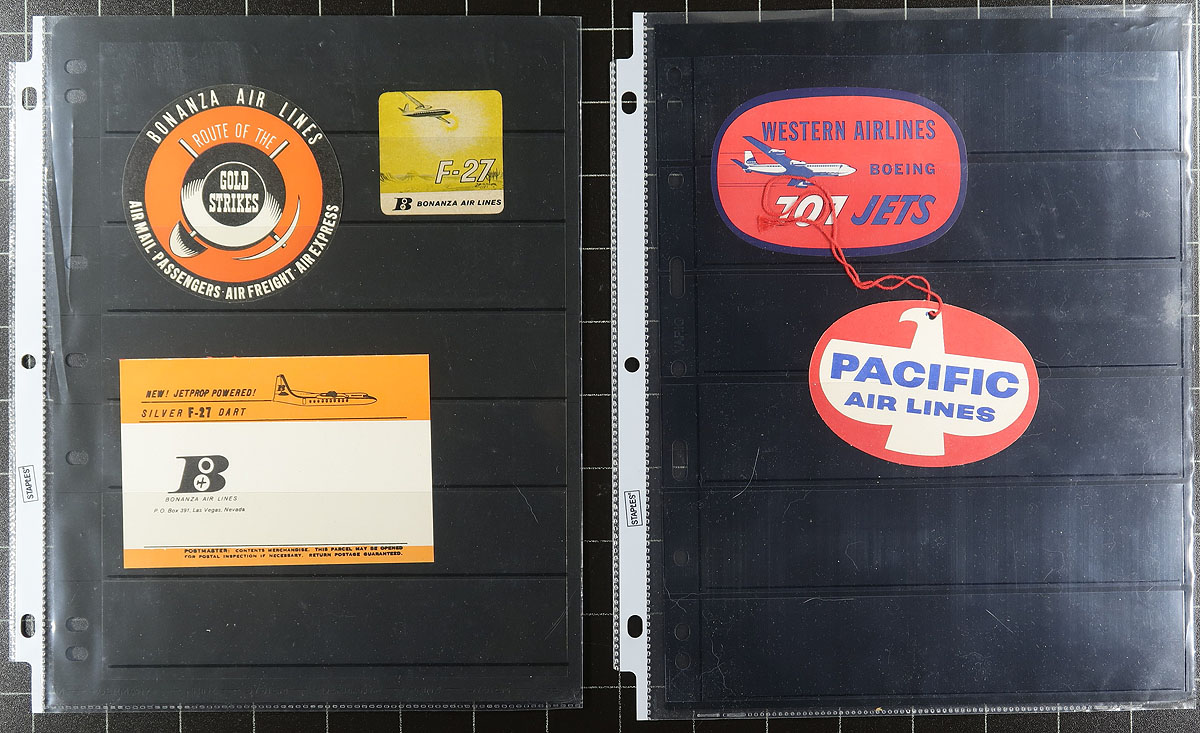 BONANZA AIR LINES
ROUTE OF THE
GOLD
STRIKES
AIR MAIL · PASSENGERS · AIR FREIGHT · AIR EXPRESS
F-27
B BONANZA AIR LINES
NEW! JETPROP POWERED!
B
SILVER F-27 DART
B
BONANZA AIR LINES
P.O. Box 391, Las Vegas, Nevada
POSTMASTER: CONTENTS MERCHANDISE. THIS PARCEL MAY BE OPENED
FOR POSTAL INSPECTION IF NECESSARY. RETURN POSTAGE GUARANTEED.
STAPLES
WESTERN AIRLINES
BOEING
707 JETS
PACIFIC
AIR LINES
STAPLES